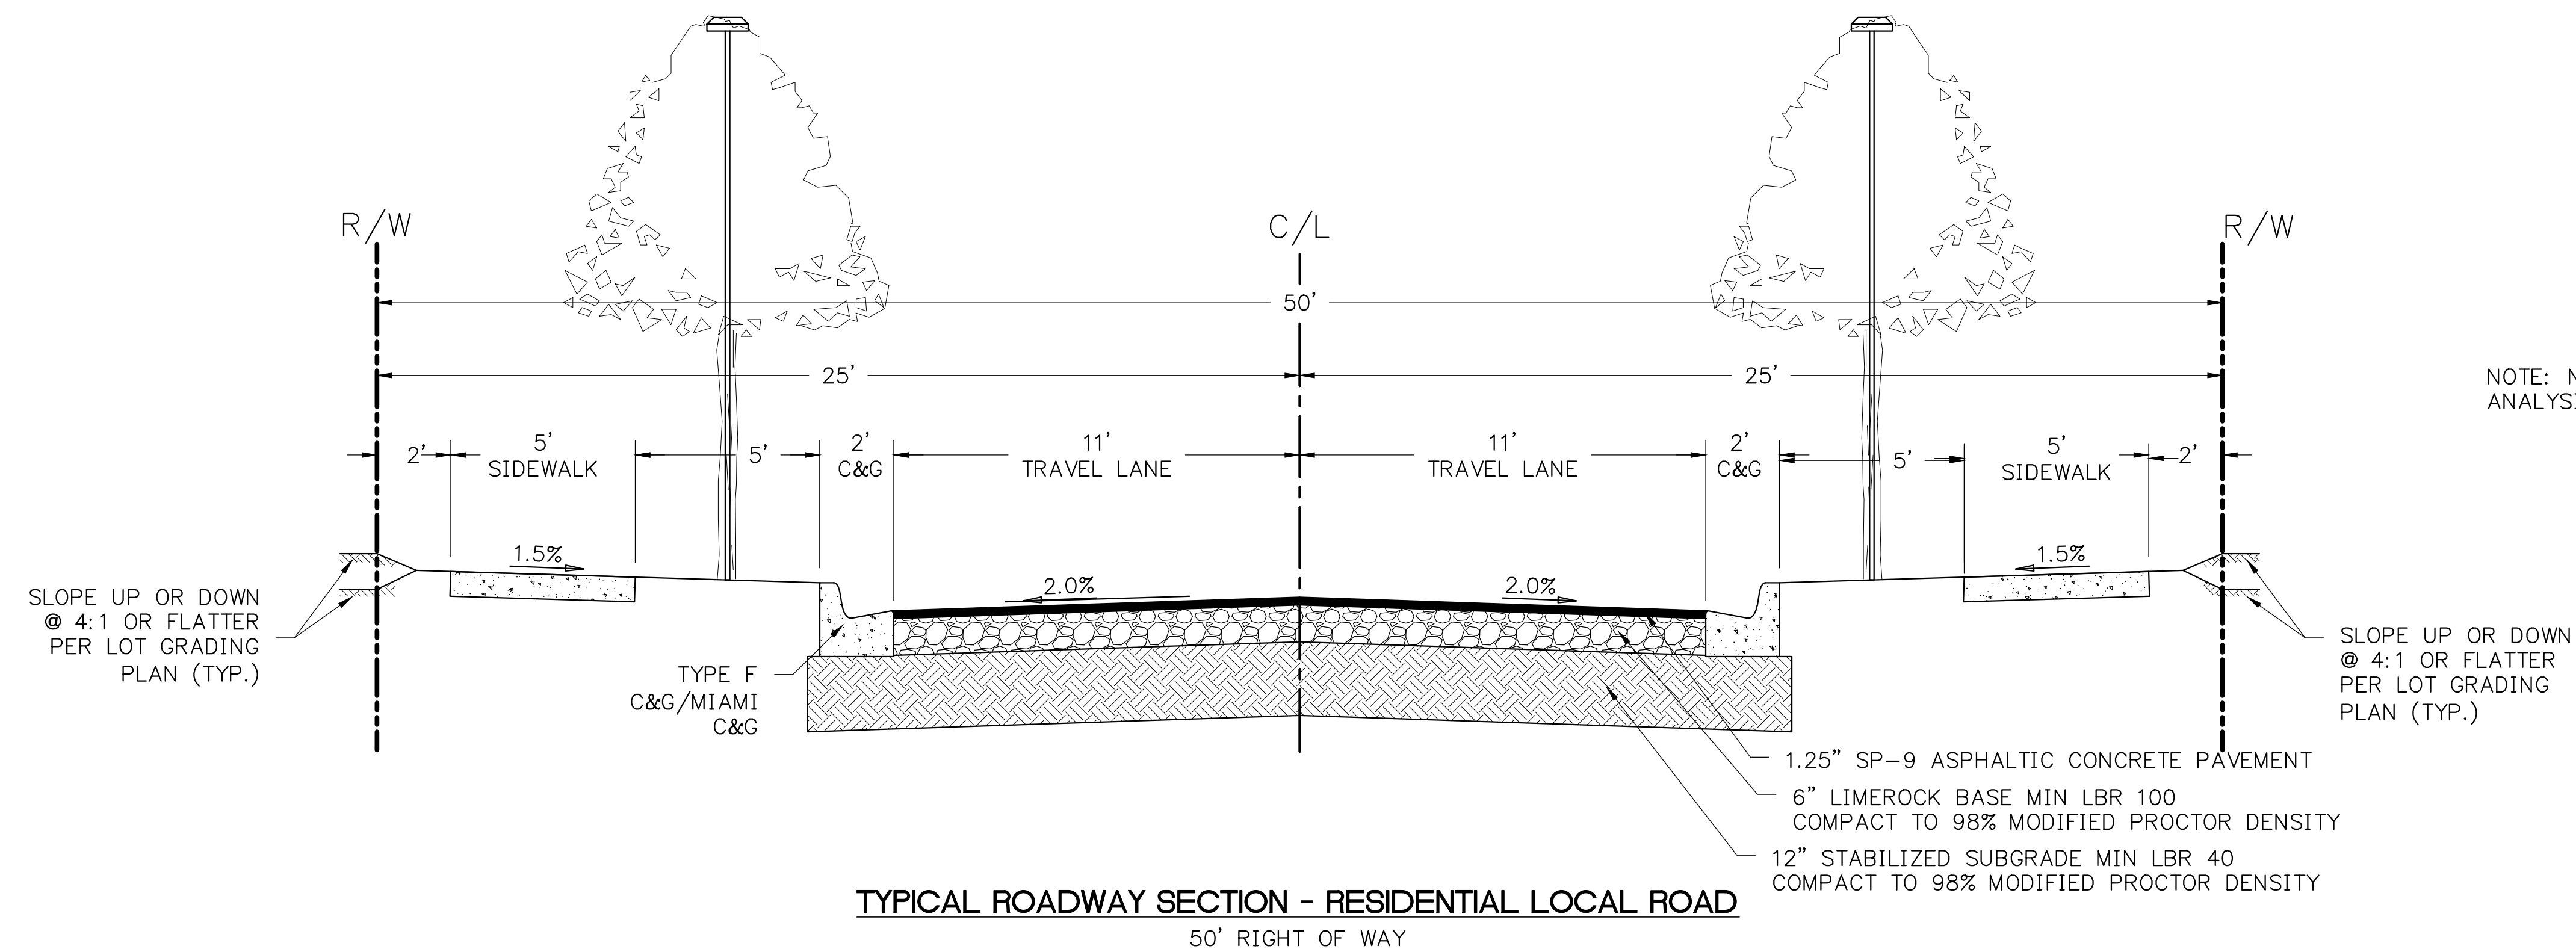 R/W
C/L
R/W
50'
25'
25'
NOTE:
2'
5'
SIDEWALK
5'
2'
C&G
11'
TRAVEL LANE
11'
TRAVEL LANE
2'
C&G
5'
5'
SIDEWALK
2'
1.5%
2.0%
2.0%
1.5%
SLOPE UP OR DOWN
@ 4:1 OR FLATTER
PER LOT GRADING
PLAN (TYP.)
TYPE F
C&G/MIAMI
C&G
SLOPE UP OR DOWN
@ 4:1 OR FLATTER
PER LOT GRADING
PLAN (TYP.)
1.25" SP-9 ASPHALTIC CONCRETE PAVEMENT
6" LIMEROCK BASE MIN LBR 100
COMPACT TO 98% MODIFIED PROCTOR DENSITY
12" STABILIZED SUBGRADE MIN LBR 40
COMPACT TO 98% MODIFIED PROCTOR DENSITY
TYPICAL ROADWAY SECTION - RESIDENTIAL LOCAL ROAD
50' RIGHT OF WAY